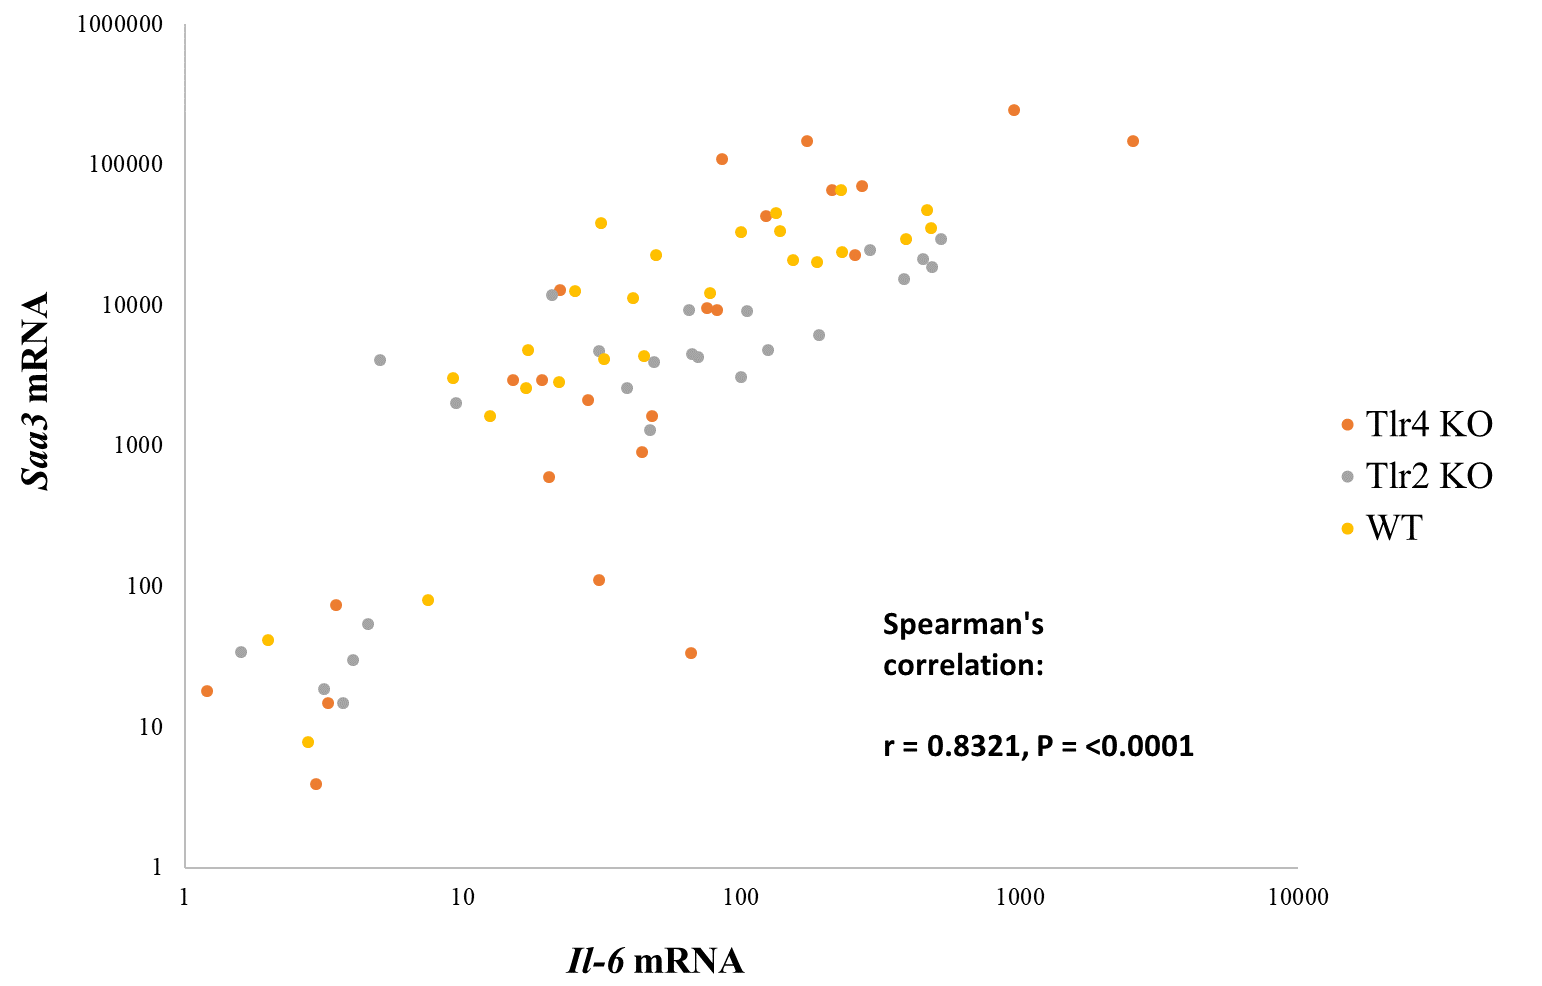 1000000
100000
10000
1000
100
10
1
Saa3 mRNA
1 10 100 1000 10000
Il-6 mRNA
Spearman's
correlation:
r = 0.8321, P = <0.0001
Tlr4 KO
Tlr2 KO
WT